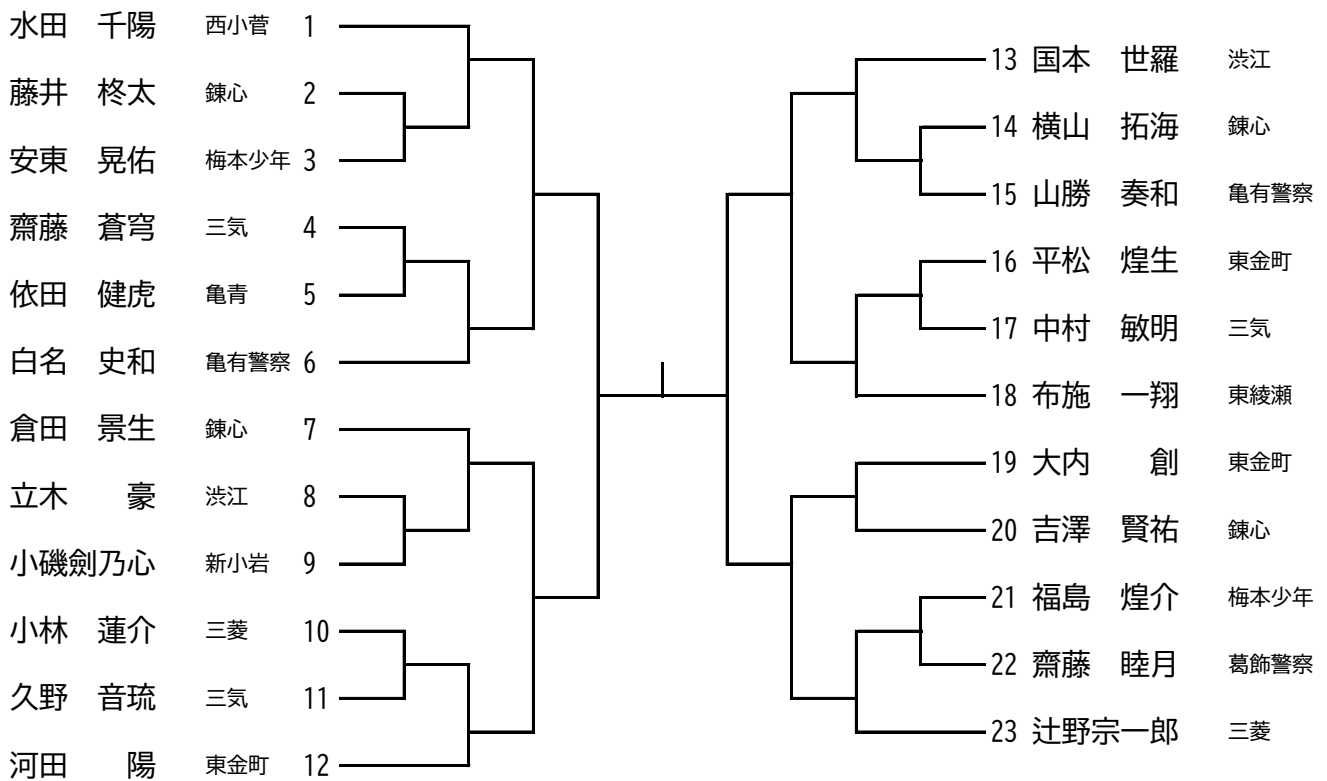 水田　千陽　西小菅　1
藤井　柊太　錬心　2
安東　晃佑　梅本少年　3
齋藤　蒼穹　三気　4
依田　健虎　亀青　5
白名　史和　亀有警察　6
倉田　景生　錬心　7
立木　豪　渋江　8
小磯劍乃心　新小岩　9
小林　蓮介　三菱　10
久野　音琉　三気　11
河田　陽　東金町　12
13　国本　世羅　渋江
14　横山　拓海　錬心
15　山勝　奏和　亀有警察
16　平松　煌生　東金町
17　中村　敏明　三気
18　布施　一翔　東綾瀬
19　大内　創　東金町
20　吉澤　賢祐　錬心
21　福島　煌介　梅本少年
22　齋藤　睦月　葛飾警察
23　辻野宗一郎　三菱